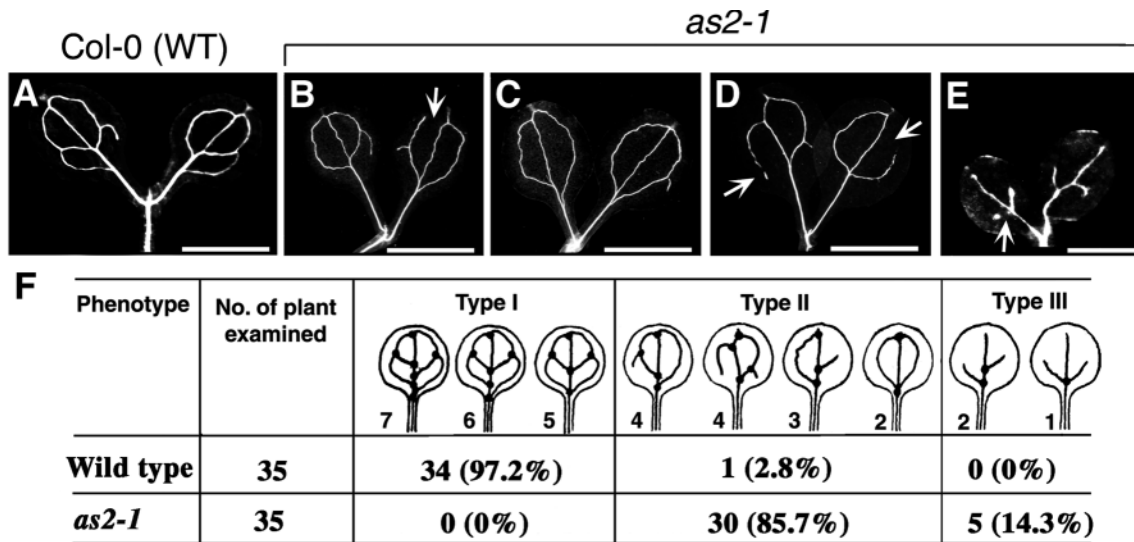 Col-0 (WT)
as2-1
A
B
C
D
E
F
Phenotype
No. of plant
examined
Type I
Type II
Type III
7 6 5 4 4 3 2 2 1
Wild type 35 34 (97.2%) 1 (2.8%) 0 (0%)
as2-1 35 0 (0%) 30 (85.7%) 5 (14.3%)